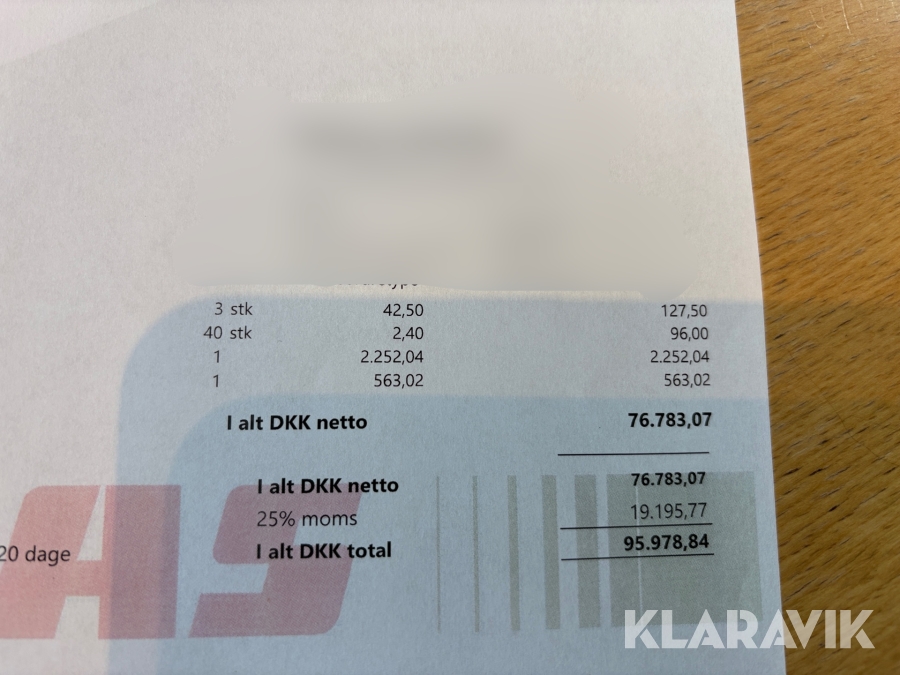 3 stk 42,50 127,50
40 stk 2,40 96,00
1 2.252,04 2.252,04
1 563,02 563,02
I alt DKK netto 76.783,07
I alt DKK netto 76.783,07
25% moms 19.195,77
20 dage I alt DKK total 95.978,84
AS
KLARAVIK